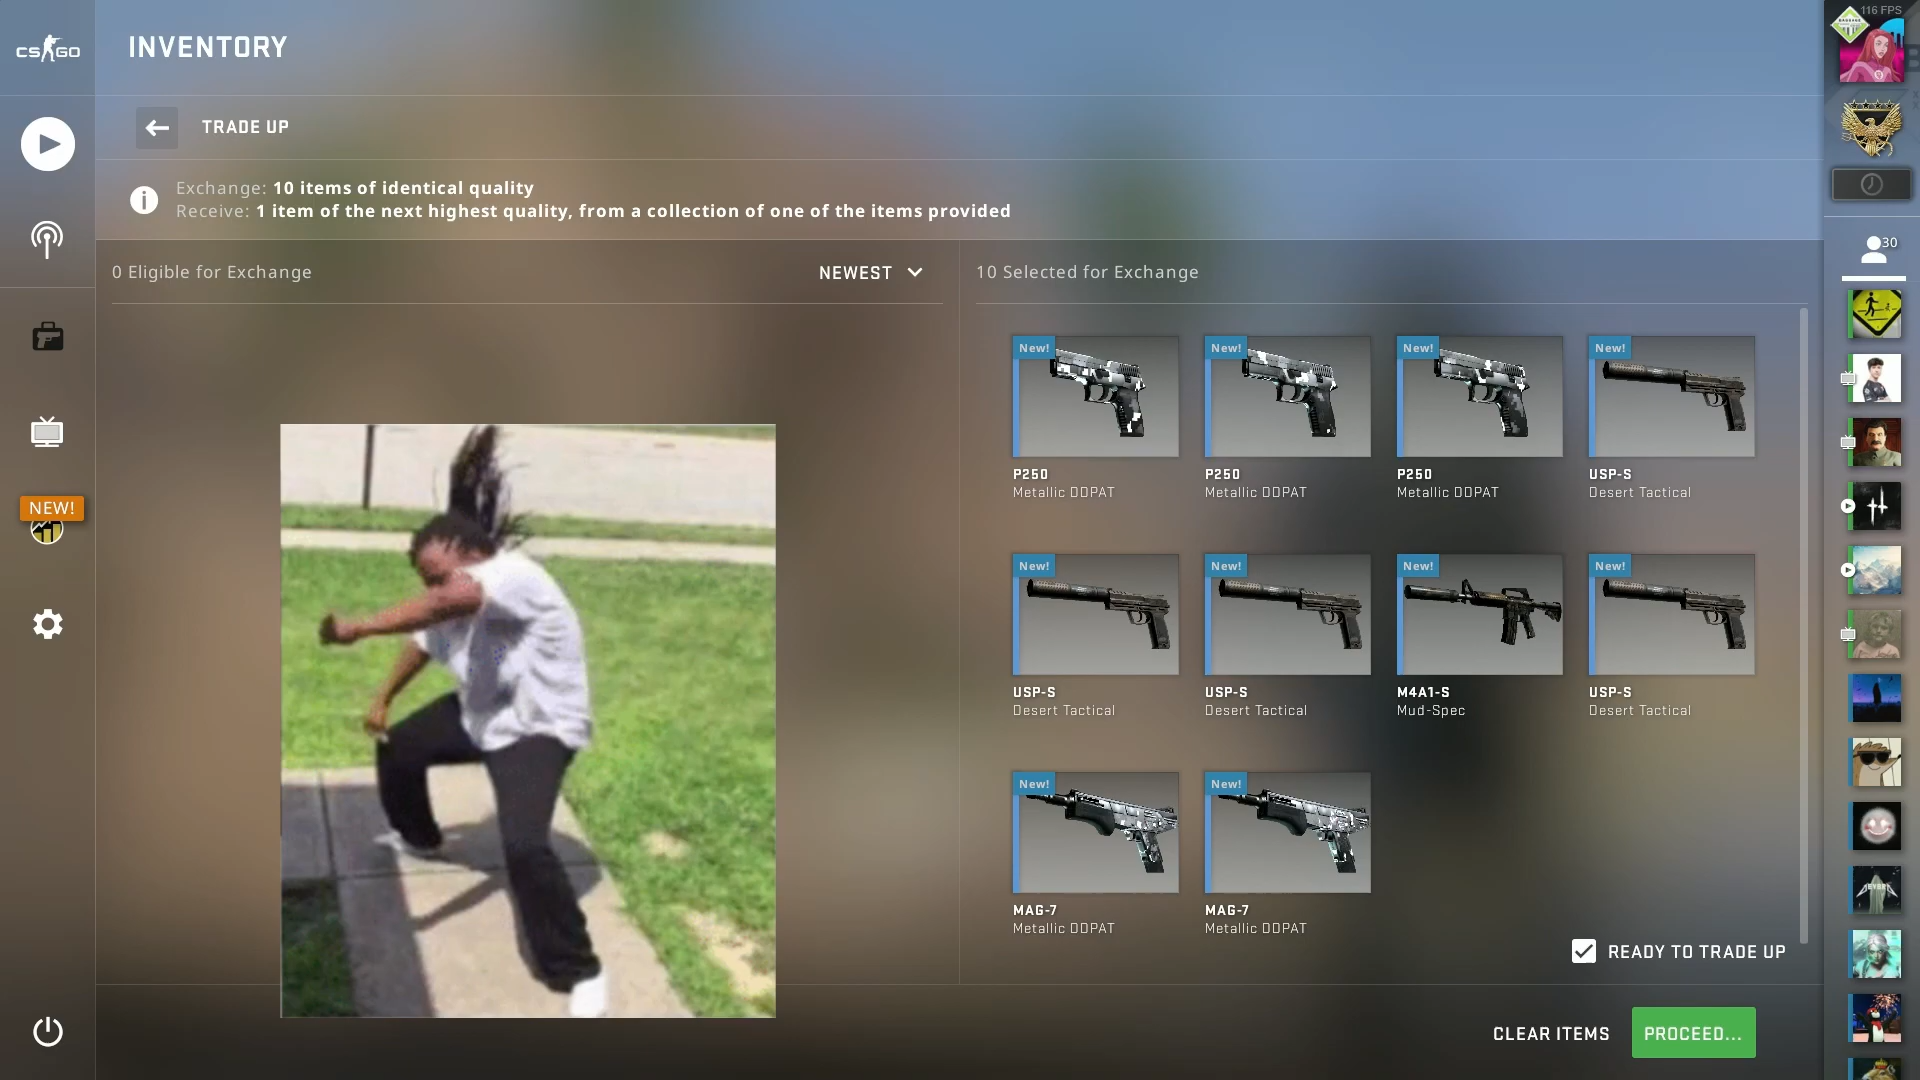 116 FPS
CS GO
INVENTORY
TRADE UP
Exchange: 10 items of identical quality
Receive: 1 item of the next highest quality, from a collection of one of the items provided
30
0 Eligible for Exchange
NEWEST
10 Selected for Exchange
New!
New!
New!
New!
P250
Metallic DDPAT
P250
Metallic DDPAT
P250
Metallic DDPAT
USP-S
Desert Tactical
NEW!
New!
New!
New!
New!
USP-S
Desert Tactical
USP-S
Desert Tactical
M4A1-S
Mud-Spec
USP-S
Desert Tactical
New!
New!
MAG-7
Metallic DDPAT
MAG-7
Metallic DDPAT
READY TO TRADE UP
CLEAR ITEMS
PROCEED...